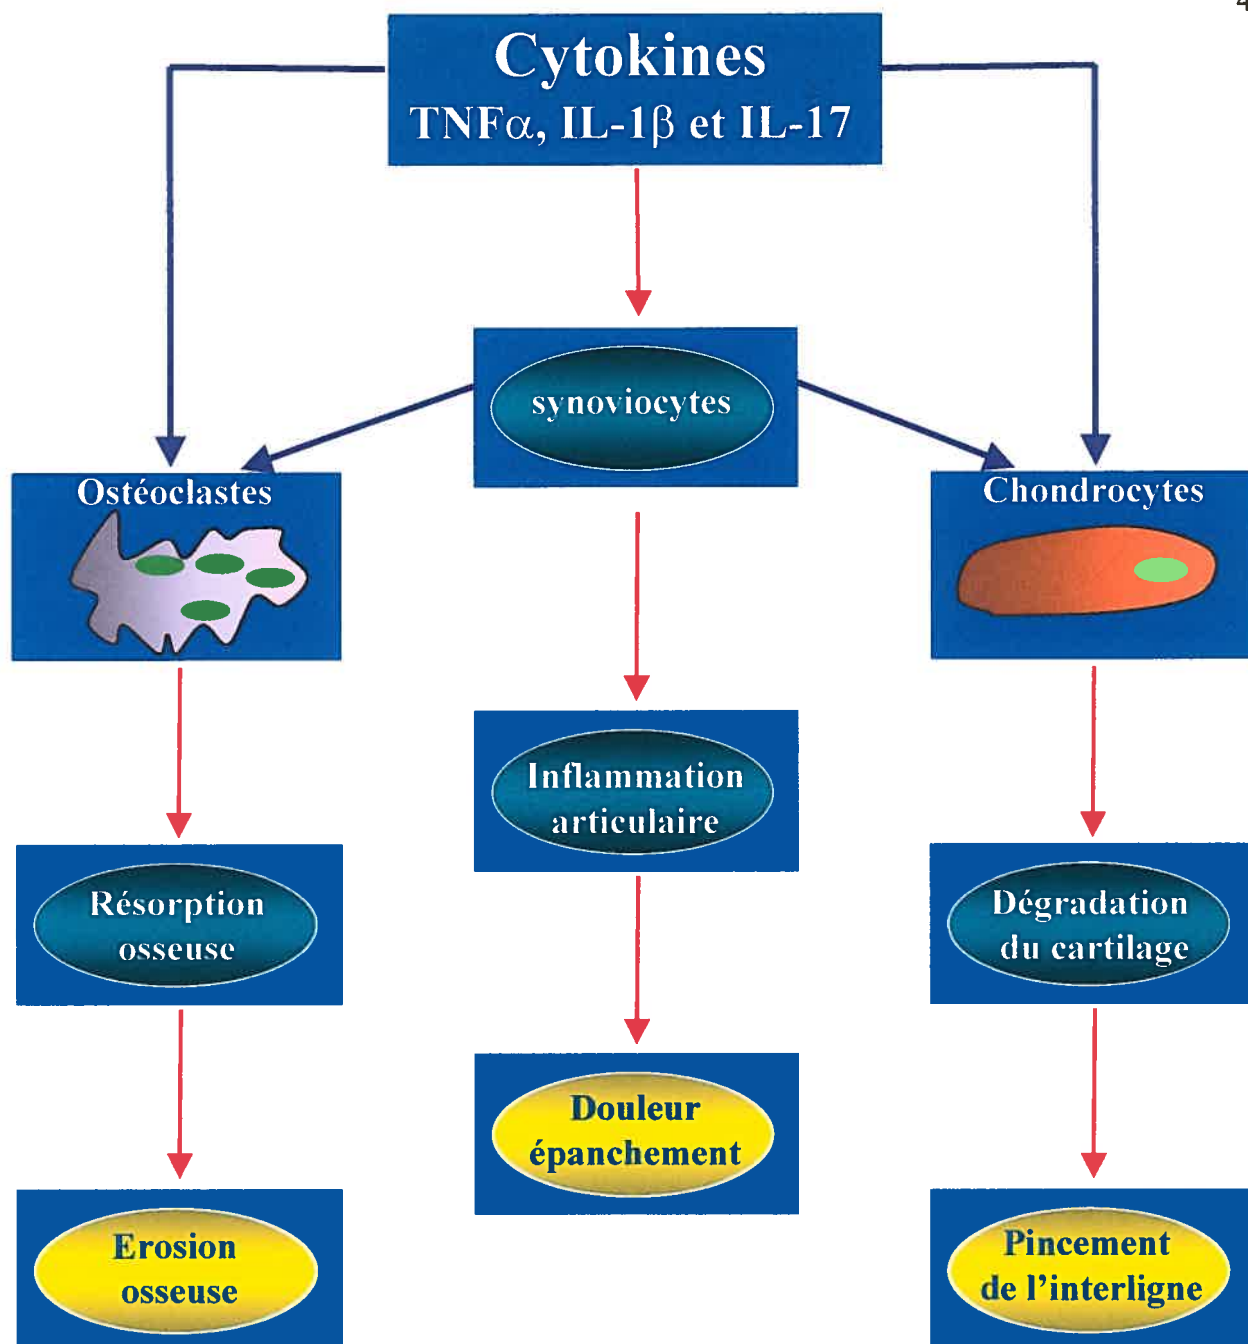 4
Cytokines
TNFα, IL-1β et IL-17
synoviocytes
Ostéoclastes
Chondrocytes
Inflammation
articulaire
Résorption
osseuse
Dégradation
du cartilage
Douleur
épanchement
Erosion
osseuse
Pincement
de l’interligne